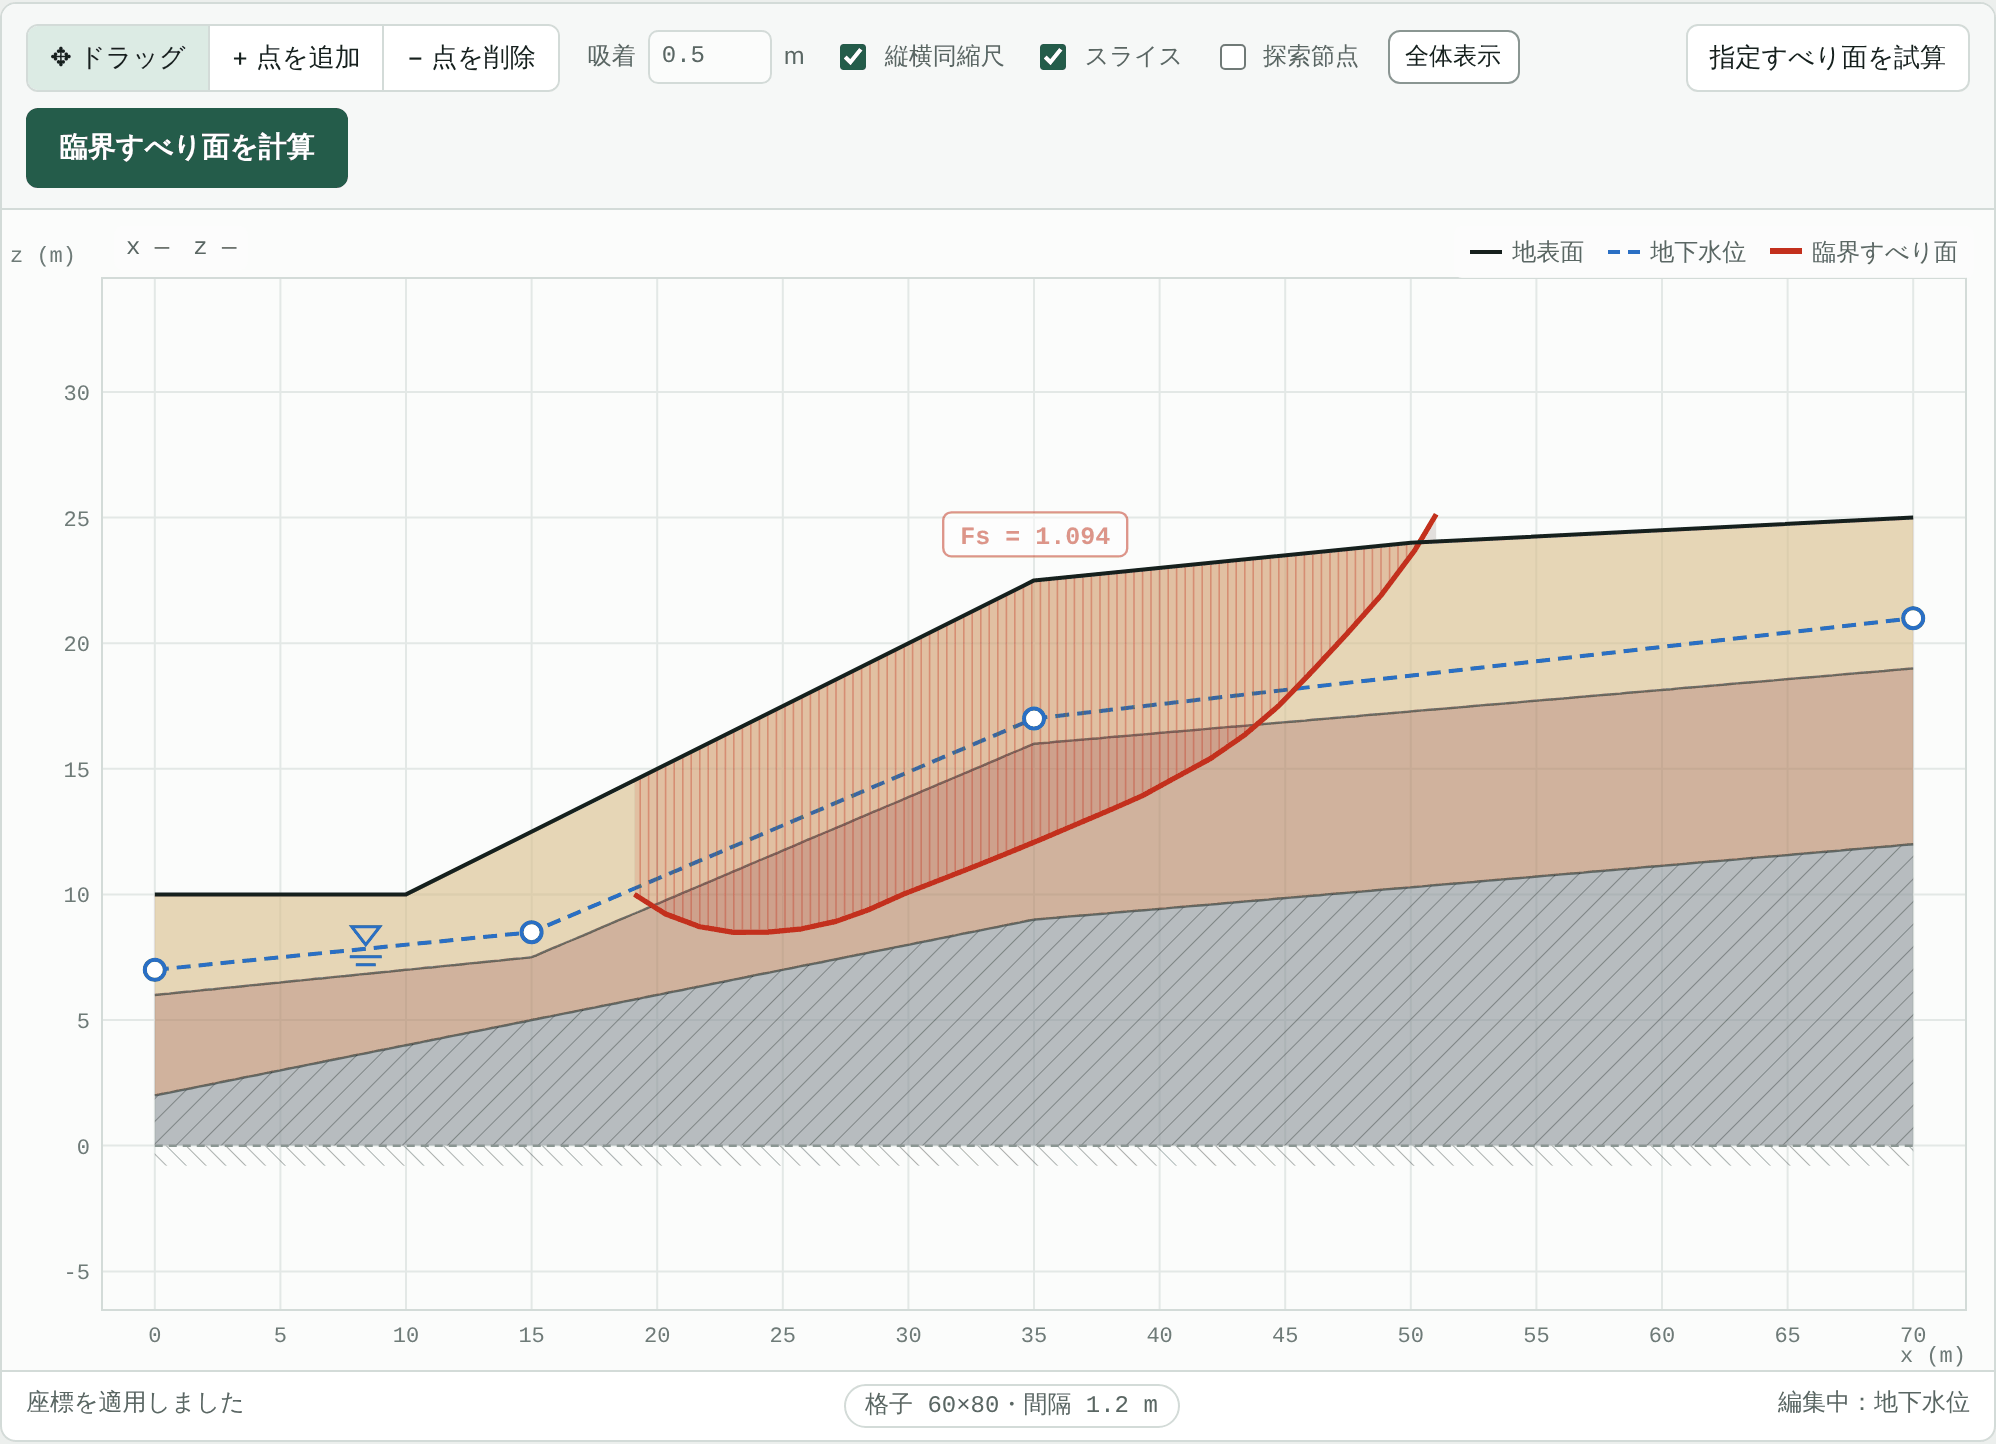 ✥ ドラッグ
+ 点を追加
− 点を削除
吸着 0.5 m
縦横同縮尺
スライス
探索節点
全体表示
指定すべり面を試算
臨界すべり面を計算
z (m)
x — z —
地表面
地下水位
臨界すべり面
30
25
20
15
10
5
0
-5
Fs = 1.094
0 5 10 15 20 25 30 35 40 45 50 55 60 65 70
x (m)
座標を適用しました
格子 60×80・間隔 1.2 m
編集中：地下水位